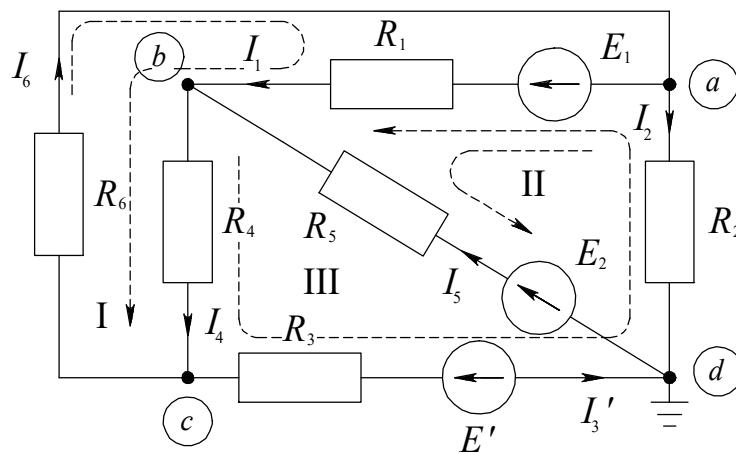 b
I₁
R₁
E₁
I₆
a
I₂
R₆
R₄
R₅
II
R₂
E₂
I₅
I
I₄
III
R₃
d
c
E'
I₃'